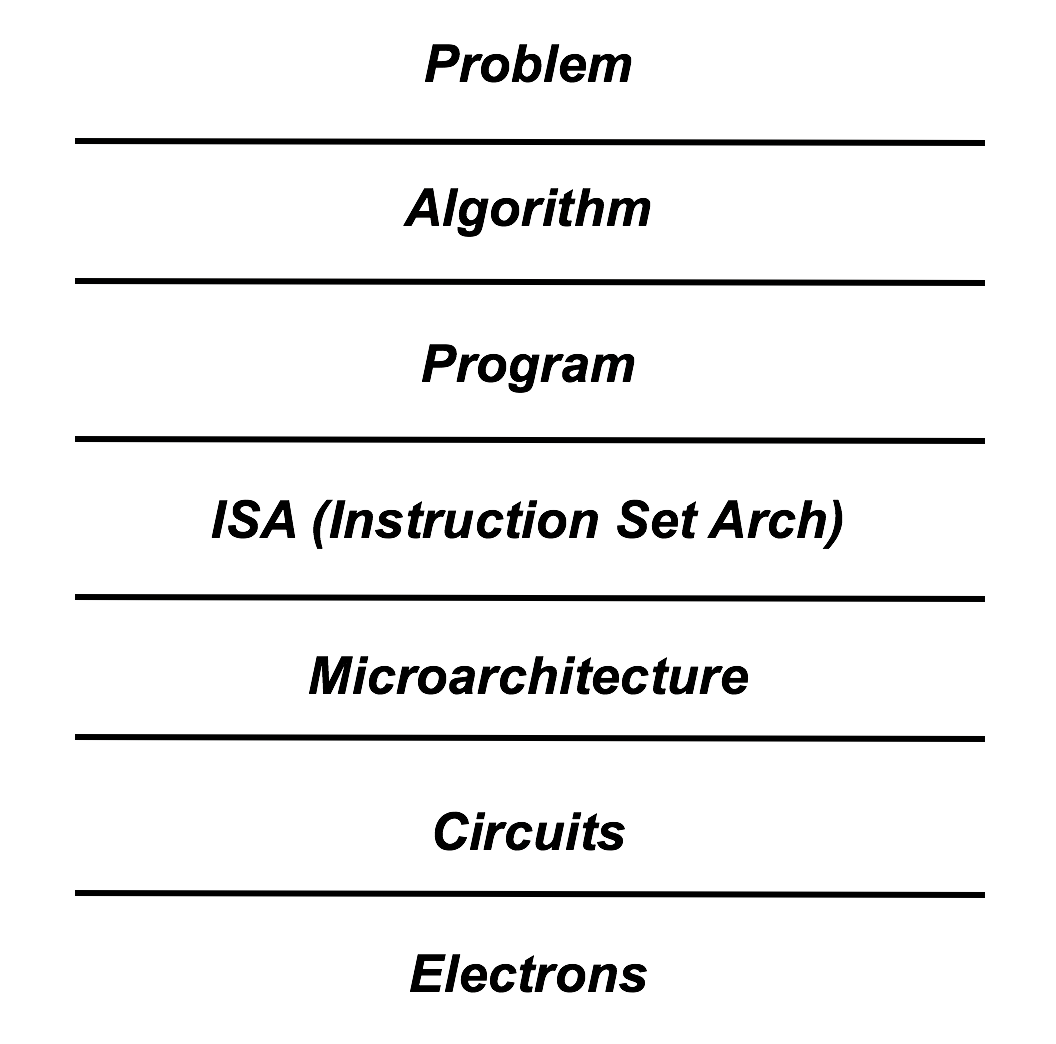 Problem
Algorithm
Program
ISA (Instruction Set Arch)
Microarchitecture
Circuits
Electrons